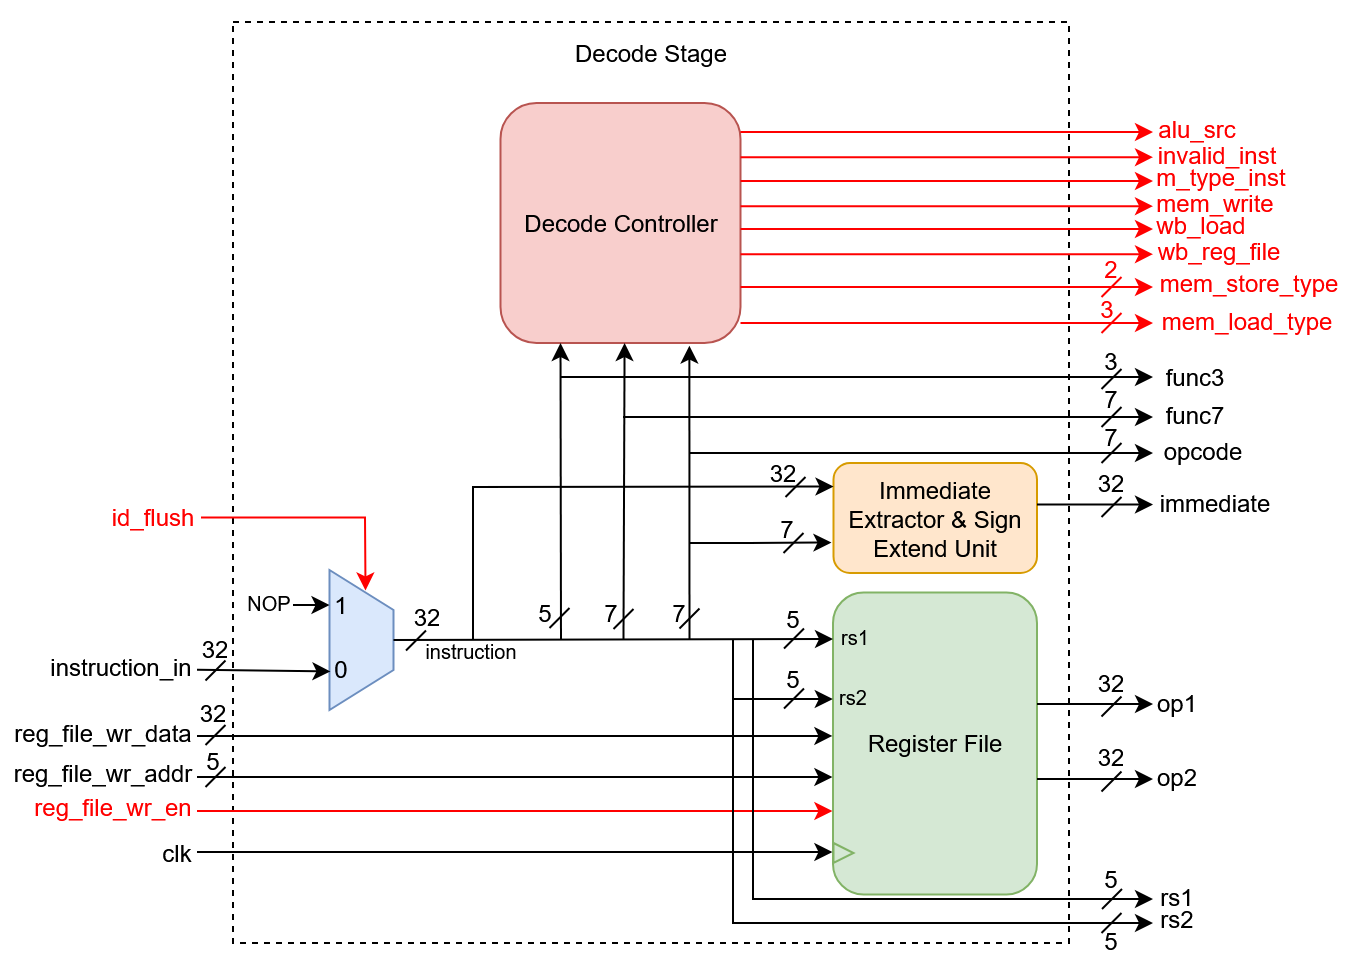 Decode Stage
Decode Controller
alu_src
invalid_inst
m_type_inst
mem_write
wb_load
wb_reg_file
2
mem_store_type
3
mem_load_type
3
func3
7
func7
7
opcode
32
Immediate
Extractor & Sign
Extend Unit
7
32
immediate
id_flush
NOP
1
0
32
instruction_in
32
instruction
5
7
7
5
rs1
5
rs2
Register File
32
reg_file_wr_data
5
reg_file_wr_addr
reg_file_wr_en
clk
32
op1
32
op2
5
rs1
rs2
5